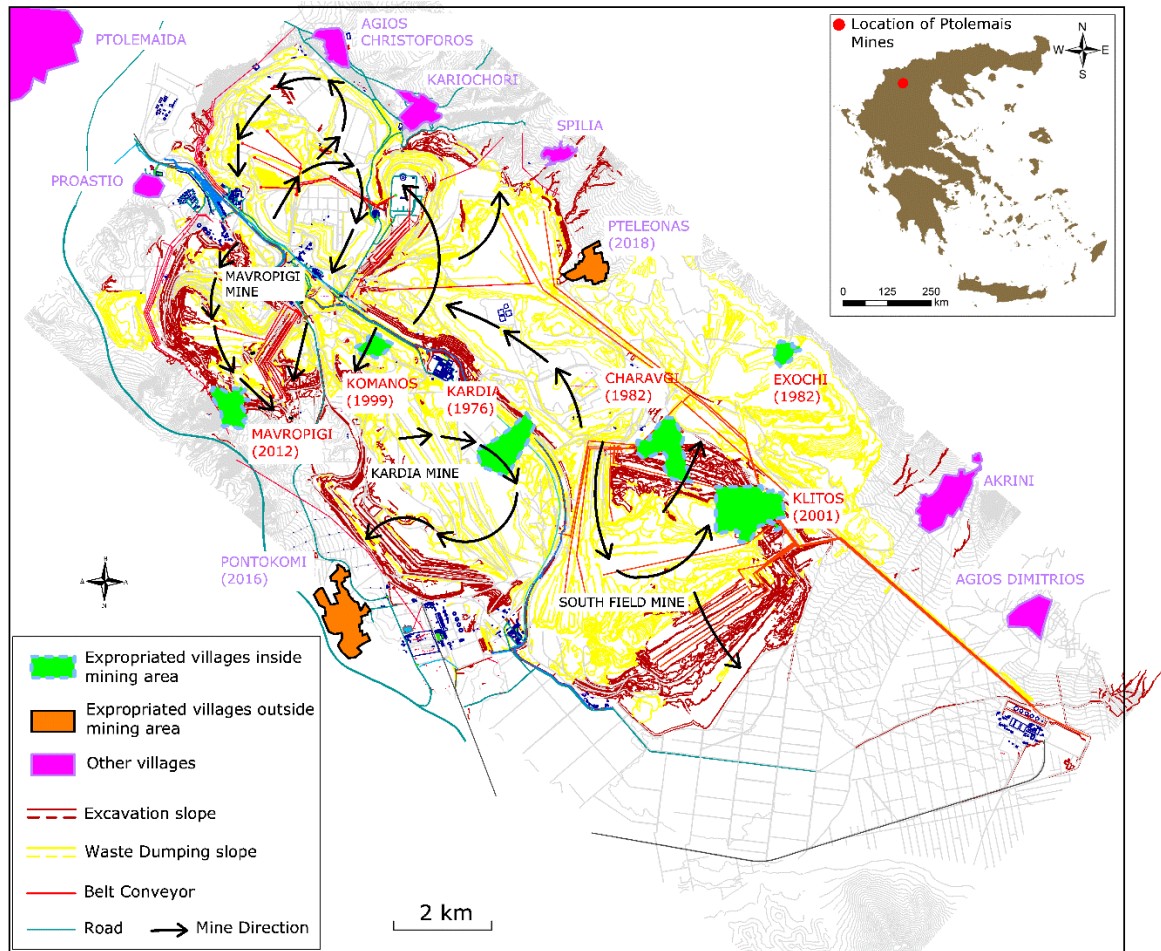 PTOLEMAIDA
AGIOS
CHRISTOFOROS
KARIOCHORI
SPILIA
PROASTIO
PTELEONAS
(2018)
MAVROPIGI
MINE
KOMANOS
(1999)
KARDIA
(1976)
CHARAVGI
(1982)
EXOCHI
(1982)
MAVROPIGI
(2012)
KARDIA MINE
KLITOS
(2001)
AKRINI
PONTOKOMI
(2016)
SOUTH FIELD MINE
AGIOS DIMITRIOS
Location of Ptolemais
Mines
N
W E
S
0 125 250
km
Expropriated villages inside
mining area
Expropriated villages outside
mining area
Other villages
Excavation slope
Waste Dumping slope
Belt Conveyor
Road
Mine Direction
2 km